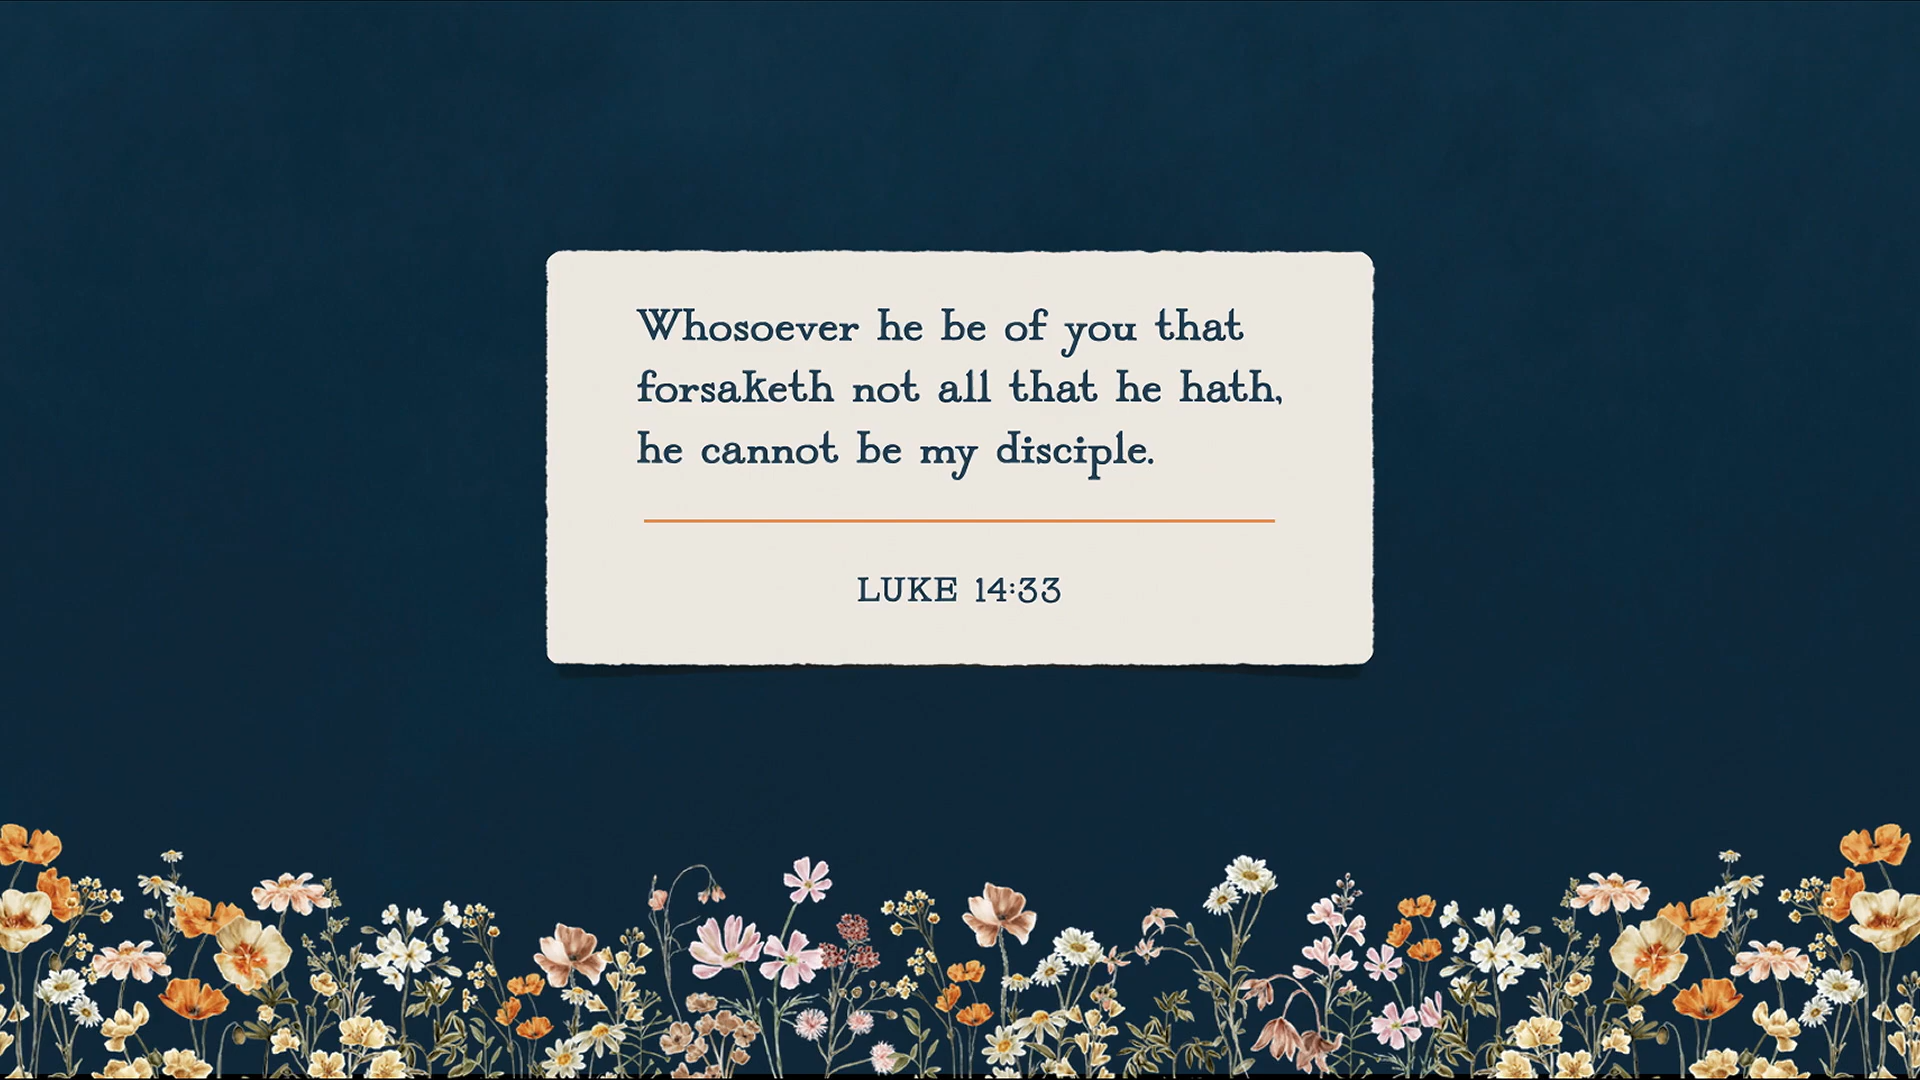 Whosoever he be of you that
forsaketh not all that he hath,
he cannot be my disciple.
LUKE 14:33